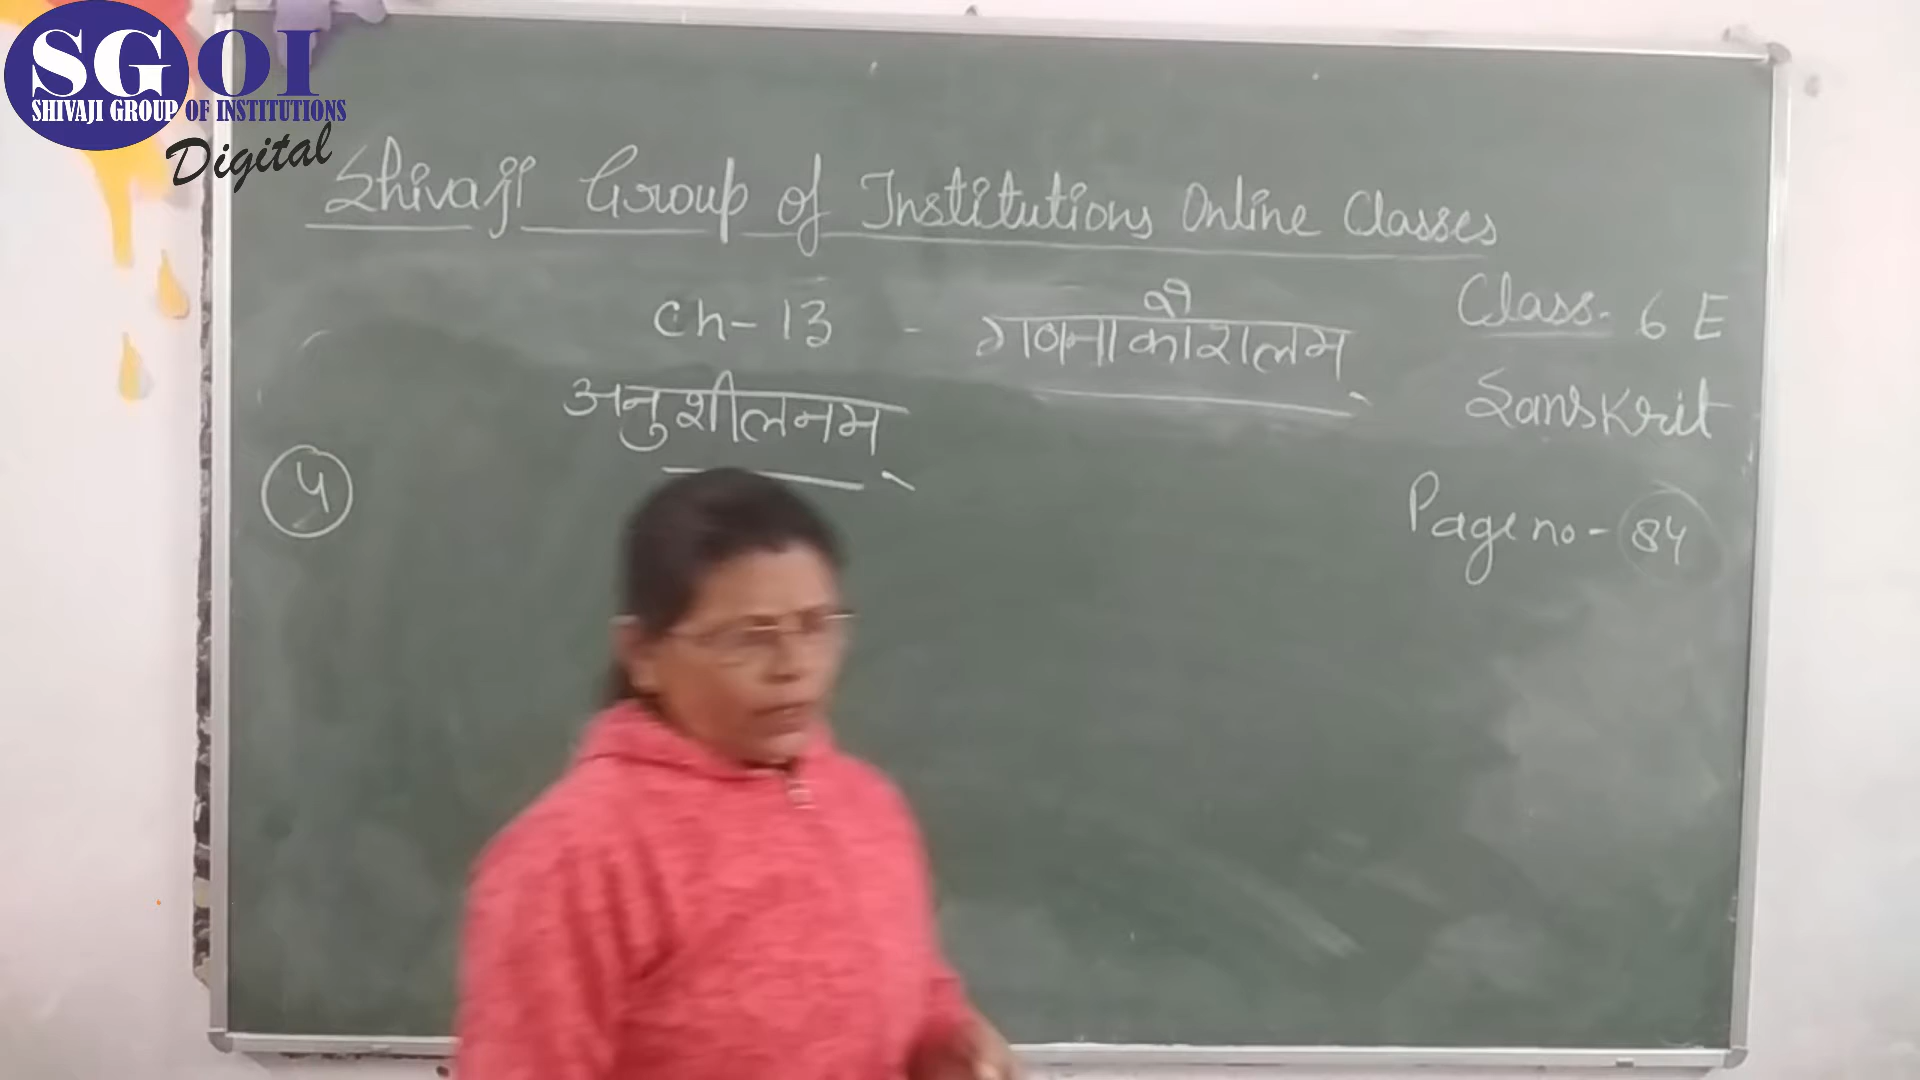 SGOI
SHIVAJI GROUP OF INSTITUTIONS
Digital
Shivaji Group of Institutions Online Classes
Ch-13 - गणनाकौशलम्
कौ
Class. 6 E
अनुशीलनम्
Sanskrit
4
Page no- 84